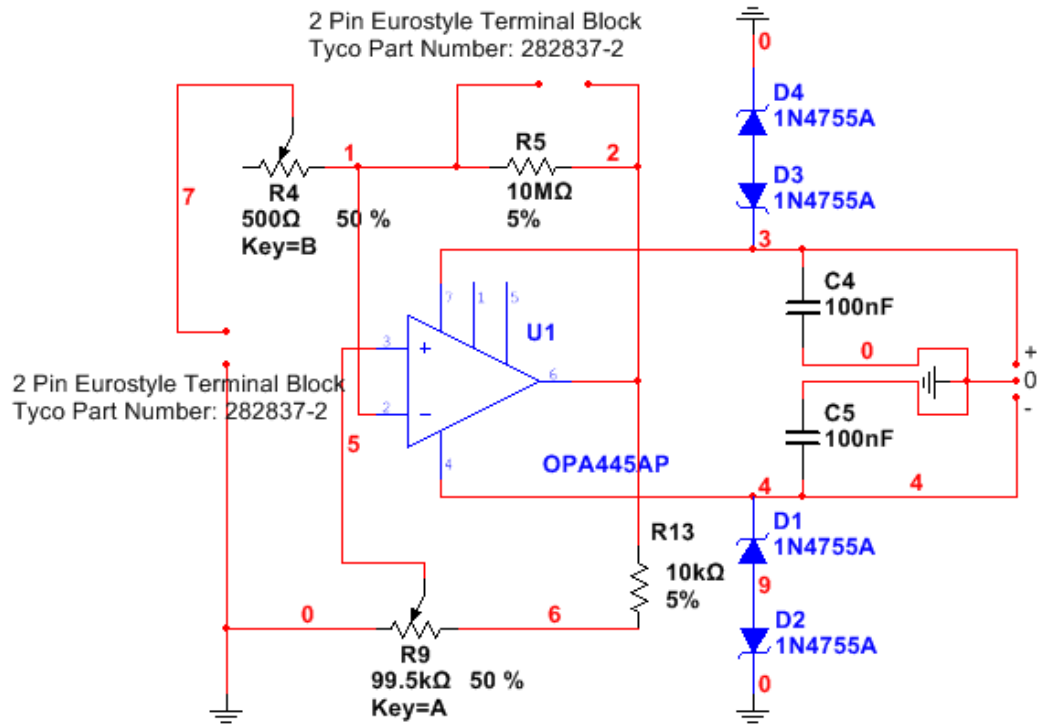 2 Pin Eurostyle Terminal Block
Tyco Part Number: 282837-2
0
D4
1N4755A
R5
10MΩ
5%
1
2
R4
500Ω 50 %
Key=B
7
D3
1N4755A
3
C4
100nF
7
1
5
U1
3
+
6
0
+
0
-
2 Pin Eurostyle Terminal Block
Tyco Part Number: 282837-2
2
−
5
C5
100nF
4
OPA445AP
4
4
R13
10kΩ
5%
D1
1N4755A
9
0
6
D2
1N4755A
R9
99.5kΩ 50 %
Key=A
0